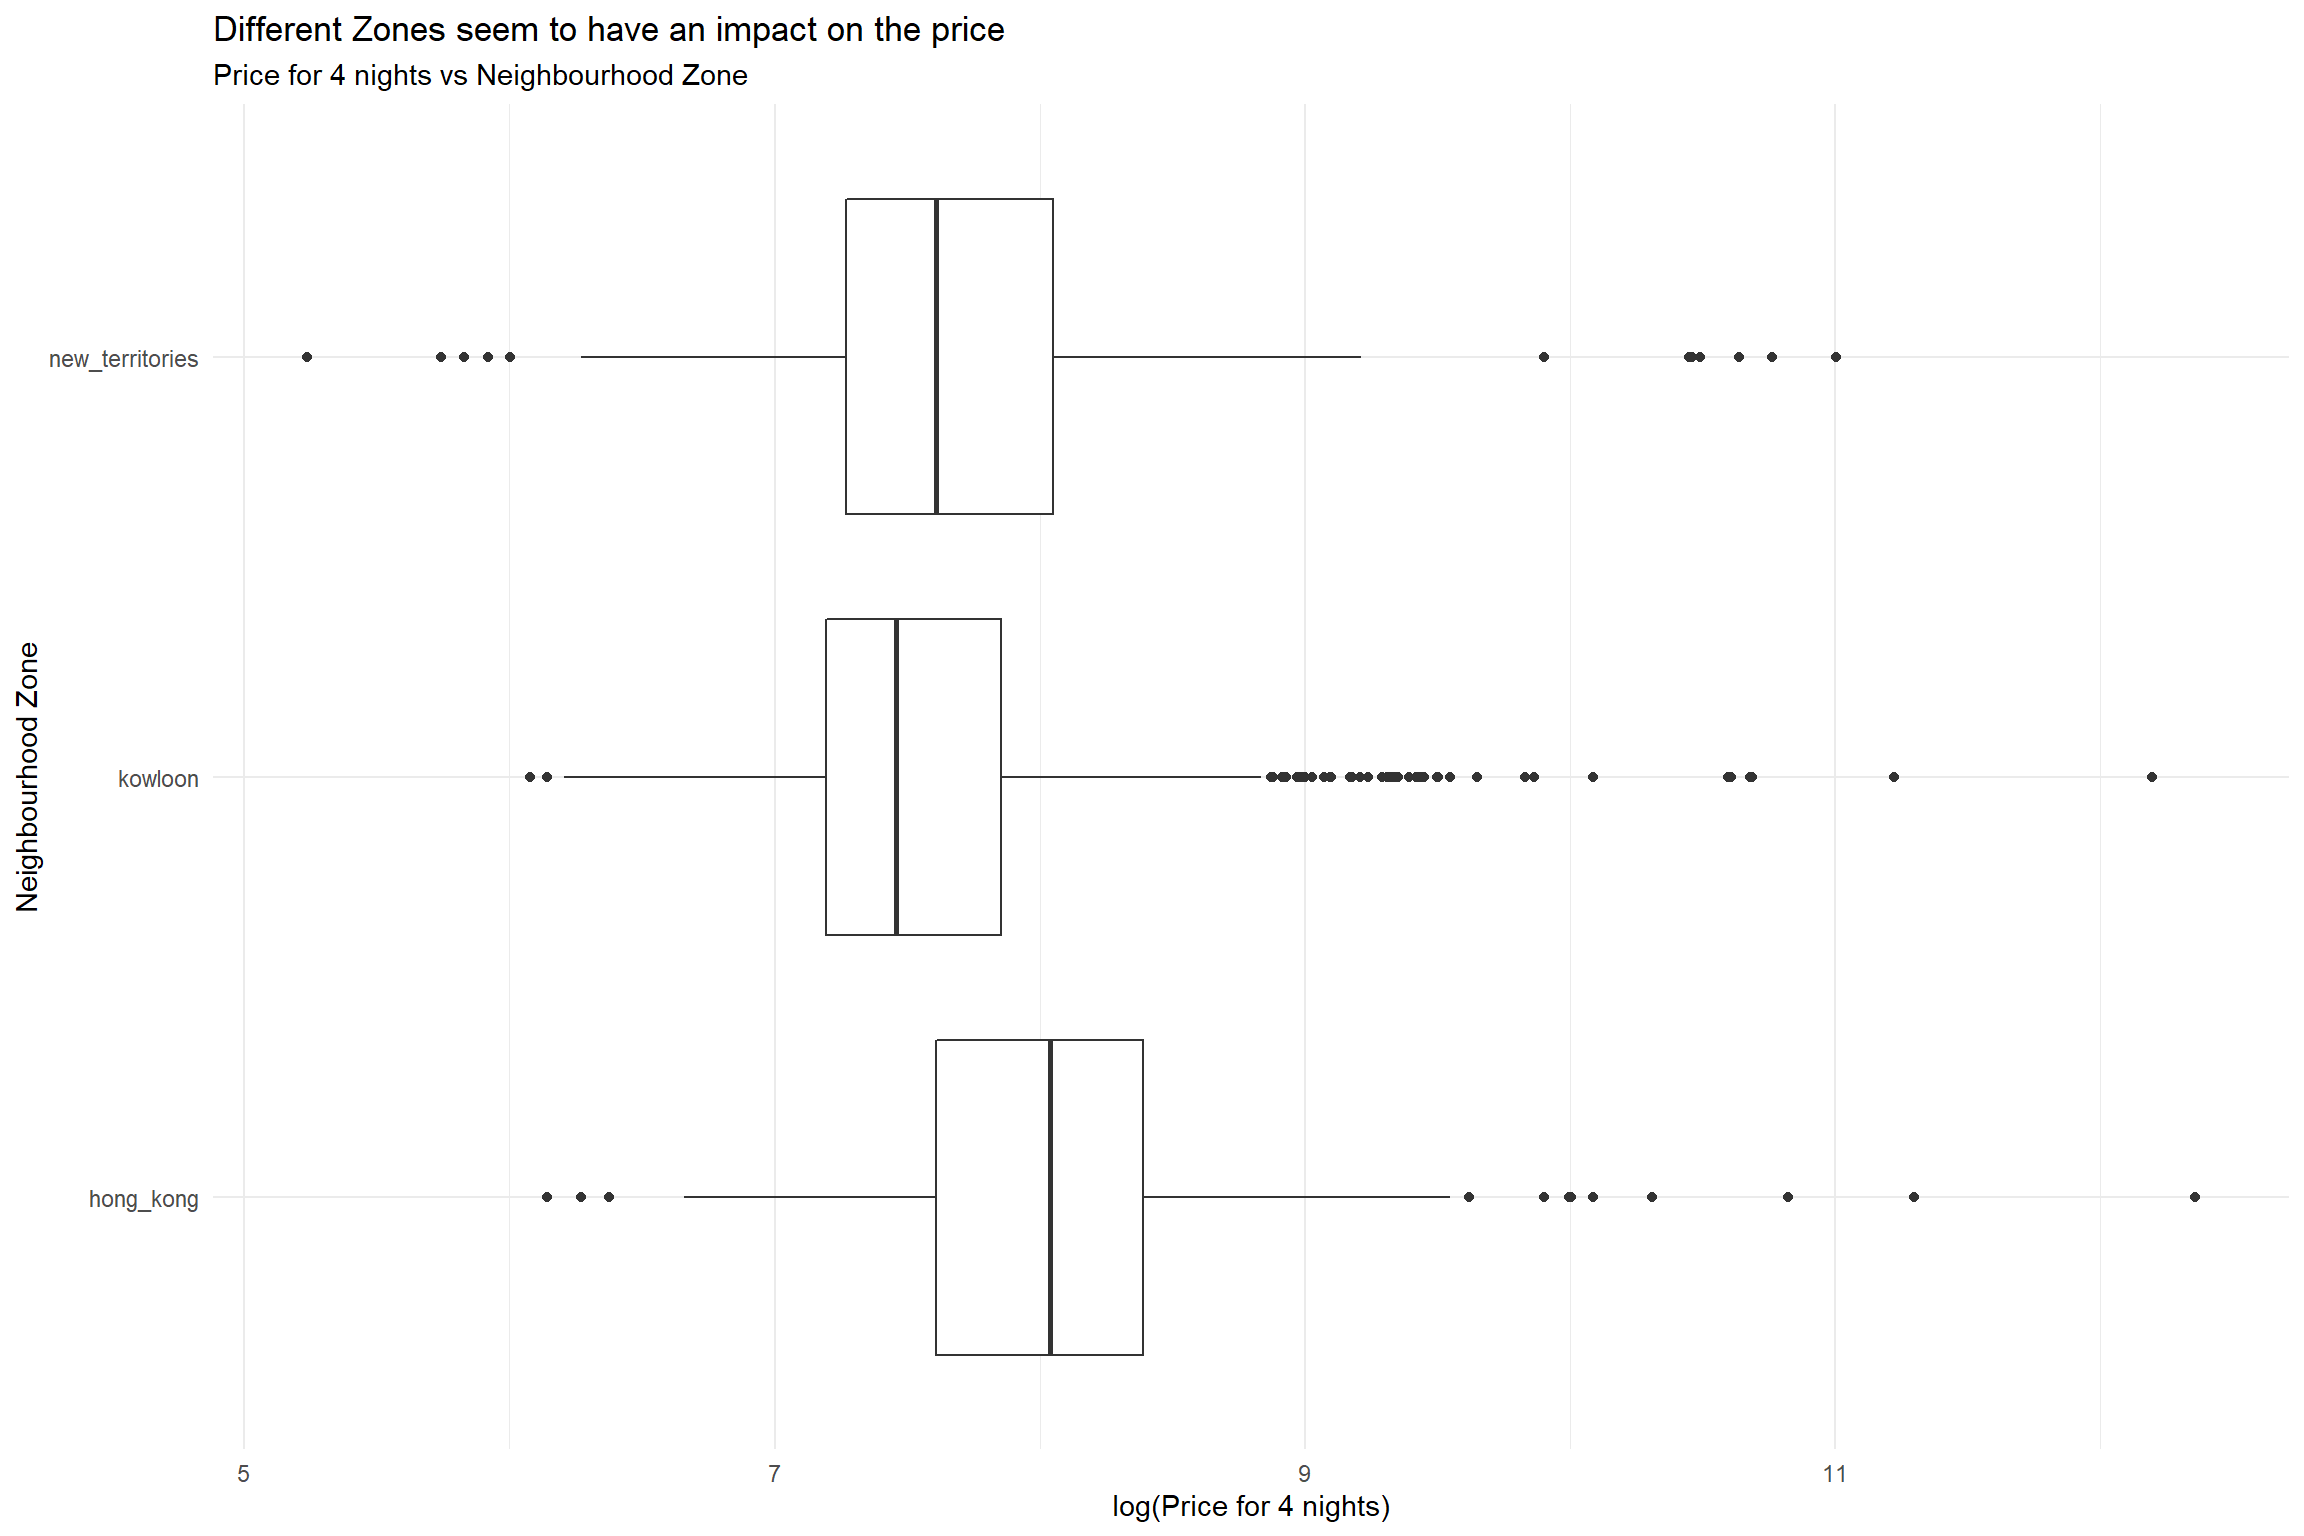 Different Zones seem to have an impact on the price
Price for 4 nights vs Neighbourhood Zone
Neighbourhood Zone
new_territories
kowloon
hong_kong
5 7 9 11
log(Price for 4 nights)